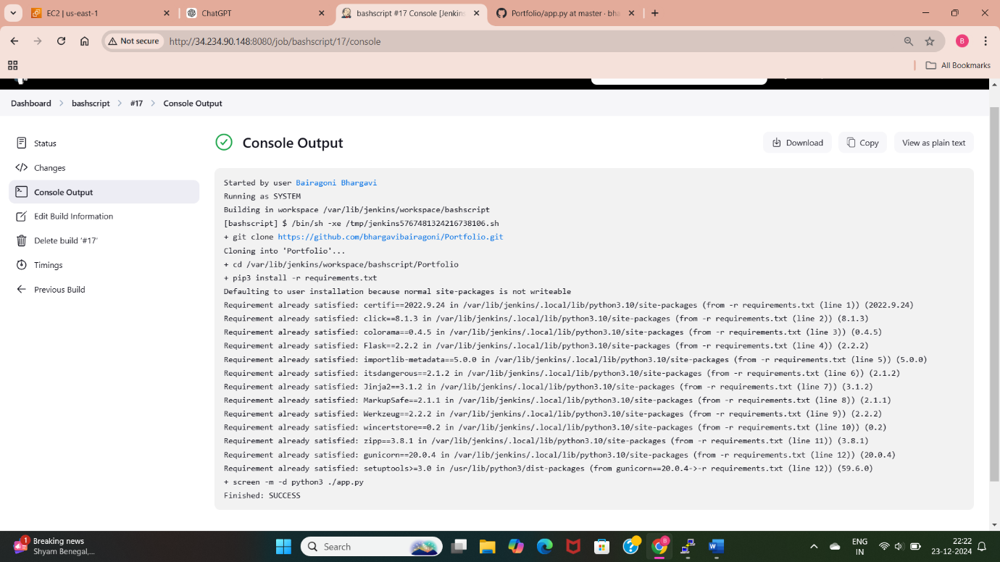 EC2 | us-east-1
ChatGPT
bashscript #17 Console [Jenkins
Portfolio/app.py at master · bha
Not secure
http://34.234.90.148:8080/job/bashscript/17/console
B
All Bookmarks
Dashboard
bashscript
#17
Console Output
Status
Changes
Console Output
Edit Build Information
Delete build ‘#17’
Timings
Previous Build
Console Output
Download
Copy
View as plain text
Started by user Bairagoni Bhargavi
Running as SYSTEM
Building in workspace /var/lib/jenkins/workspace/bashscript
[bashscript] $ /bin/sh -xe /tmp/jenkins5767481324216738106.sh
+ git clone https://github.com/bhargavibairagoni/Portfolio.git
Cloning into 'Portfolio'...
+ cd /var/lib/jenkins/workspace/bashscript/Portfolio
+ pip3 install -r requirements.txt
Defaulting to user installation because normal site-packages is not writeable
Requirement already satisfied: certifi==2022.9.24 in /var/lib/jenkins/.local/lib/python3.10/site-packages (from -r requirements.txt (line 1)) (2022.9.24)
Requirement already satisfied: click==8.1.3 in /var/lib/jenkins/.local/lib/python3.10/site-packages (from -r requirements.txt (line 2)) (8.1.3)
Requirement already satisfied: colorama==0.4.5 in /var/lib/jenkins/.local/lib/python3.10/site-packages (from -r requirements.txt (line 3)) (0.4.5)
Requirement already satisfied: Flask==2.2.2 in /var/lib/jenkins/.local/lib/python3.10/site-packages (from -r requirements.txt (line 4)) (2.2.2)
Requirement already satisfied: importlib-metadata==5.0.0 in /var/lib/jenkins/.local/lib/python3.10/site-packages (from -r requirements.txt (line 5)) (5.0.0)
Requirement already satisfied: itsdangerous==2.1.2 in /var/lib/jenkins/.local/lib/python3.10/site-packages (from -r requirements.txt (line 6)) (2.1.2)
Requirement already satisfied: Jinja2==3.1.2 in /var/lib/jenkins/.local/lib/python3.10/site-packages (from -r requirements.txt (line 7)) (3.1.2)
Requirement already satisfied: MarkupSafe==2.1.1 in /var/lib/jenkins/.local/lib/python3.10/site-packages (from -r requirements.txt (line 8)) (2.1.1)
Requirement already satisfied: Werkzeug==2.2.2 in /var/lib/jenkins/.local/lib/python3.10/site-packages (from -r requirements.txt (line 9)) (2.2.2)
Requirement already satisfied: wincertstore==0.2 in /var/lib/jenkins/.local/lib/python3.10/site-packages (from -r requirements.txt (line 10)) (0.2)
Requirement already satisfied: zipp==3.8.1 in /var/lib/jenkins/.local/lib/python3.10/site-packages (from -r requirements.txt (line 11)) (3.8.1)
Requirement already satisfied: gunicorn==20.0.4 in /var/lib/jenkins/.local/lib/python3.10/site-packages (from -r requirements.txt (line 12)) (20.0.4)
Requirement already satisfied: setuptools>=3.0 in /usr/lib/python3/dist-packages (from gunicorn==20.0.4->-r requirements.txt (line 12)) (59.6.0)
+ screen -m -d python3 ./app.py
Finished: SUCCESS
1
Breaking news
Shyam Benegal,...
Search
B
ENG
IN
22:22
23-12-2024